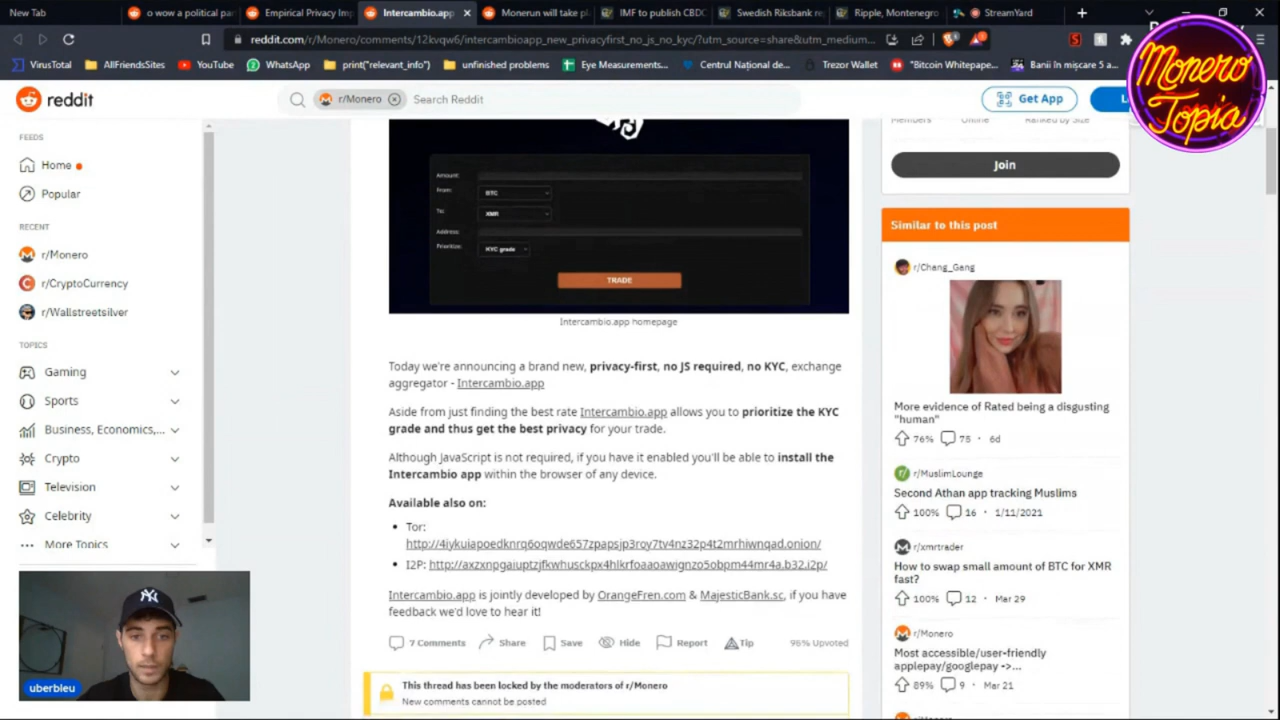 New Tab
o wow a political pa
Empirical Privacy Im
Intercambio.app
Monerun will take pl
IMF to publish CBDC
Swedish Riksbank re
Ripple, Montenegro
StreamYard
reddit.com/r/Monero/comments/12kvqw6/intercambioapp_new_privacyfirst_no_js_no_kyc/?utm_source=share&utm_medium...
VirusTotal
AllFriendsSites
YouTube
WhatsApp
print("relevant_info")
unfinished problems
Eye Measurements...
Centrul Național de...
Trezor Wallet
"Bitcoin Whitepape...
Banii în mișcare 5 a...
Monero
Topia
reddit
r/Monero
Search Reddit
Get App
FEEDS
Home
Popular
RECENT
r/Monero
r/CryptoCurrency
r/Wallstreetsilver
TOPICS
Gaming
Sports
Business, Economics,...
Crypto
Television
Celebrity
More Topics
uberbleu
Amount:
From:
BTC
To:
XMR
Address:
Prioritize:
KYC grade
TRADE
Intercambio.app homepage
Today we're announcing a brand new, privacy-first, no JS required, no KYC, exchange
aggregator - Intercambio.app
Aside from just finding the best rate Intercambio.app allows you to prioritize the KYC
grade and thus get the best privacy for your trade.
Although JavaScript is not required, if you have it enabled you'll be able to install the
Intercambio app within the browser of any device.
Available also on:
• Tor:
http://4iykuiapoedknrq6oqwde657zpapsjp3roy7tv4nz32p4t2mrhiwnqad.onion/
• I2P: http://axzxnpgaiuptzjfkwhusckpx4hlkrfoaaoawignzo5obpm44mr4a.b32.i2p/
Intercambio.app is jointly developed by OrangeFren.com & MajesticBank.sc, if you have
feedback we'd love to hear it!
7 Comments
Share
Save
Hide
Report
Tip
96% Upvoted
This thread has been locked by the moderators of r/Monero
New comments cannot be posted
Members
Online
Ranked by Size
Join
Similar to this post
r/Chang_Gang
More evidence of Rated being a disgusting
"human"
76% 75 · 6d
r/MuslimLounge
Second Athan app tracking Muslims
100% 16 · 1/11/2021
r/xmrtrader
How to swap small amount of BTC for XMR
fast?
100% 12 · Mar 29
r/Monero
Most accessible/user-friendly
applepay/googlepay ->...
89% 9 · Mar 21